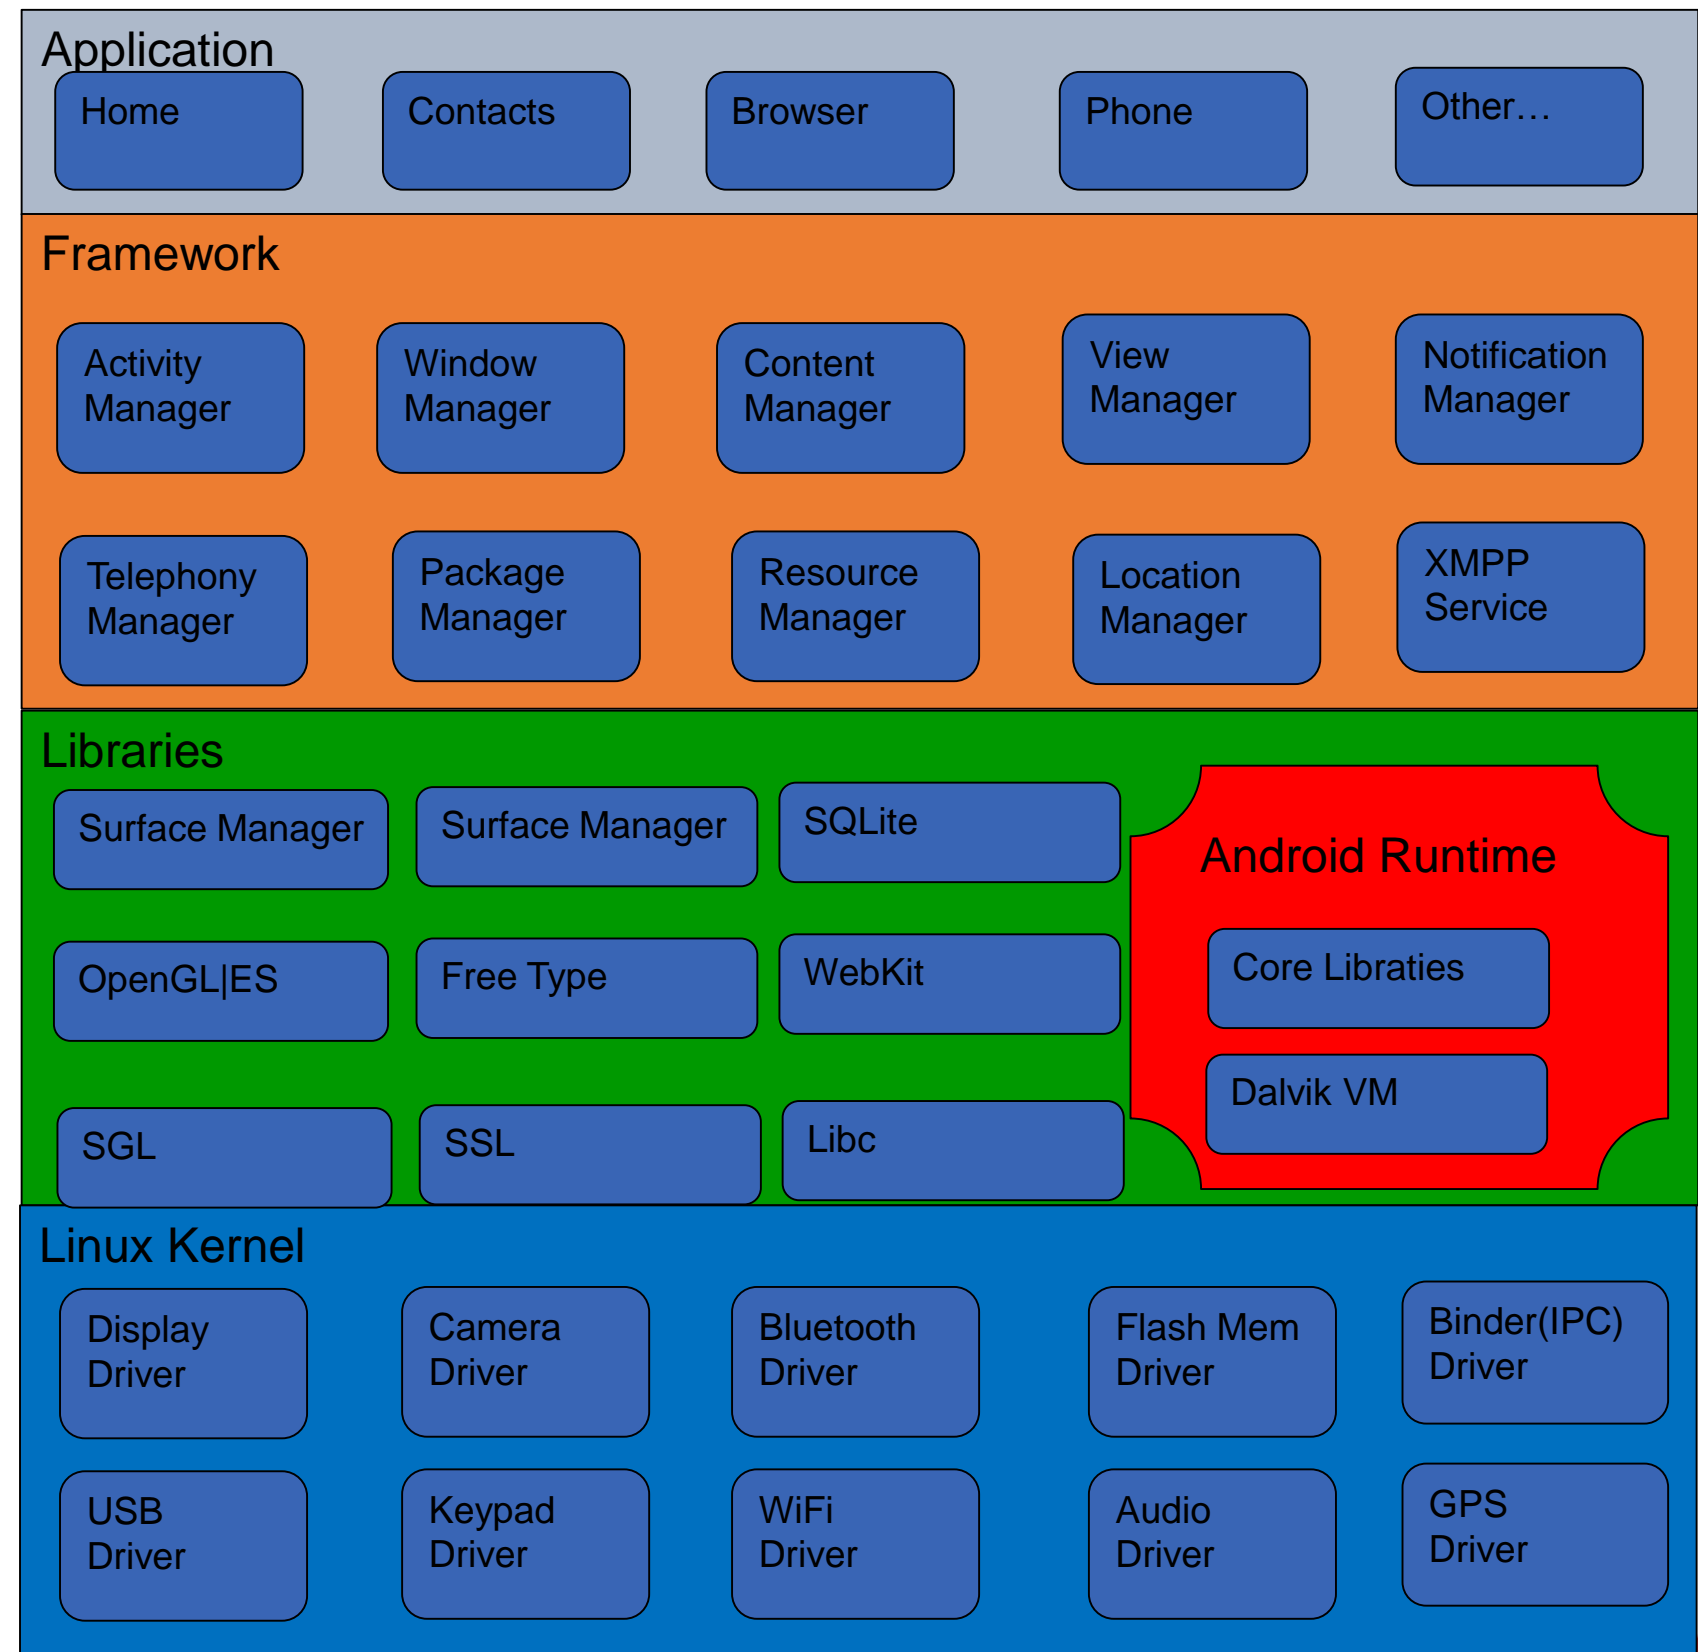 Application
Home
Contacts
Browser
Phone
Other…
Framework
Activity
Manager
Window
Manager
Content
Manager
View
Manager
Notification
Manager
Telephony
Manager
Package
Manager
Resource
Manager
Location
Manager
XMPP
Service
Libraries
Surface Manager
Surface Manager
SQLite
Android Runtime
OpenGL|ES
Free Type
WebKit
Core Libraties
SGL
SSL
Libc
Dalvik VM
Linux Kernel
Display
Driver
Camera
Driver
Bluetooth
Driver
Flash Mem
Driver
Binder(IPC)
Driver
USB
Driver
Keypad
Driver
WiFi
Driver
Audio
Driver
GPS
Driver